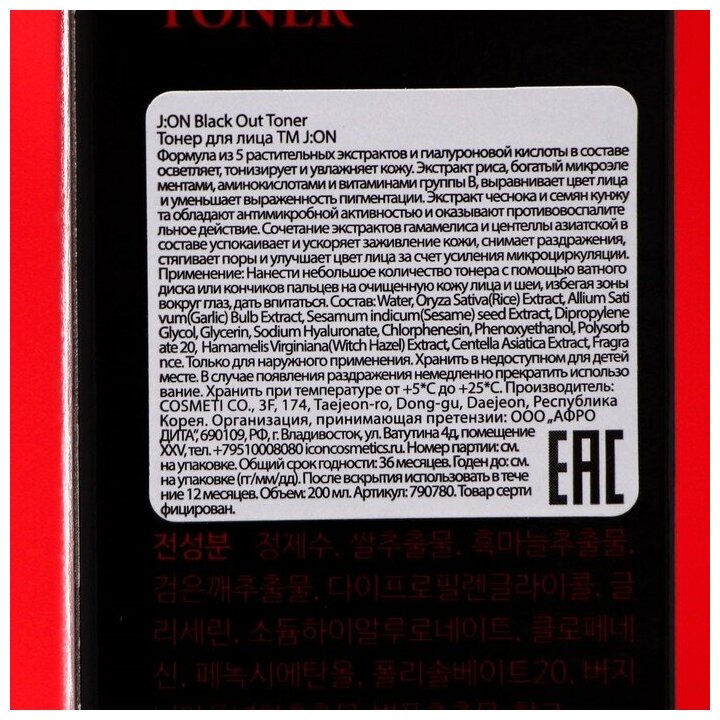 TONER
J:ON Black Out Toner
Тонер для лица ТМ J:ON
Формула из 5 растительных экстрактов и гиалуроновой кислоты в составе
осветляет, тонизирует и увлажняет кожу. Экстракт риса, богатый микроэле
ментами, аминокислотами и витаминами группы В, выравнивает цвет лица
и уменьшает выраженность пигментации. Экстракт чеснока и семян кунжу
та обладают антимикробной активностью и оказывают противовоспалите
льное действие. Сочетание экстрактов гамамелиса и центеллы азиатской в
составе успокаивает и ускоряет заживление кожи, снимает раздражения,
стягивает поры и улучшает цвет лица за счет усиления микроциркуляции.
Применение: Нанести небольшое количество тонера с помощью ватного
диска или кончиков пальцев на очищенную кожу лица и шеи, избегая зоны
вокруг глаз, дать впитаться. Состав: Water, Oryza Sativa(Rice) Extract, Allium Sati
vum(Garlic) Bulb Extract, Sesamum indicum(Sesame) seed Extract, Dipropylene
Glycol, Glycerin, Sodium Hyaluronate, Chlorphenesin, Phenoxyethanol, Polysorb
ate 20, Hamamelis Virginiana(Witch Hazel) Extract, Centella Asiatica Extract, Fragra
nce. Только для наружного применения. Хранить в недоступном для детей
месте. В случае появления раздражения немедленно прекратить использо
вание. Хранить при температуре от +5*С до +25*С. Производитель:
COSMETI CO., 3F, 174, Taejeon-ro, Dong-gu, Daejeon, Республика
Корея. Организация, принимающая претензии: ООО „АФРО
ДИТА", 690109, РФ, г. Владивосток, ул. Ватутина 4д, помещение
XXV, тел. +79510008080 iconcosmetics.ru. Номер партии: см.
на упаковке. Общий срок годности: 36 месяцев. Годен до: см.
на упаковке (гг/мм/дд). После вскрытия использовать в тече
ние 12 месяцев. Объем: 200 мл. Артикул: 790780. Товар серти
фицирован.
EAC
전성분 정제수, 쌀추출물, 흑마늘추출물,
검은깨추출물, 다이프로필렌글라이콜, 글
리세린, 소듐하이알루로네이트, 클로페네
신, 페녹시에탄올, 폴리솔베이트20, 버지